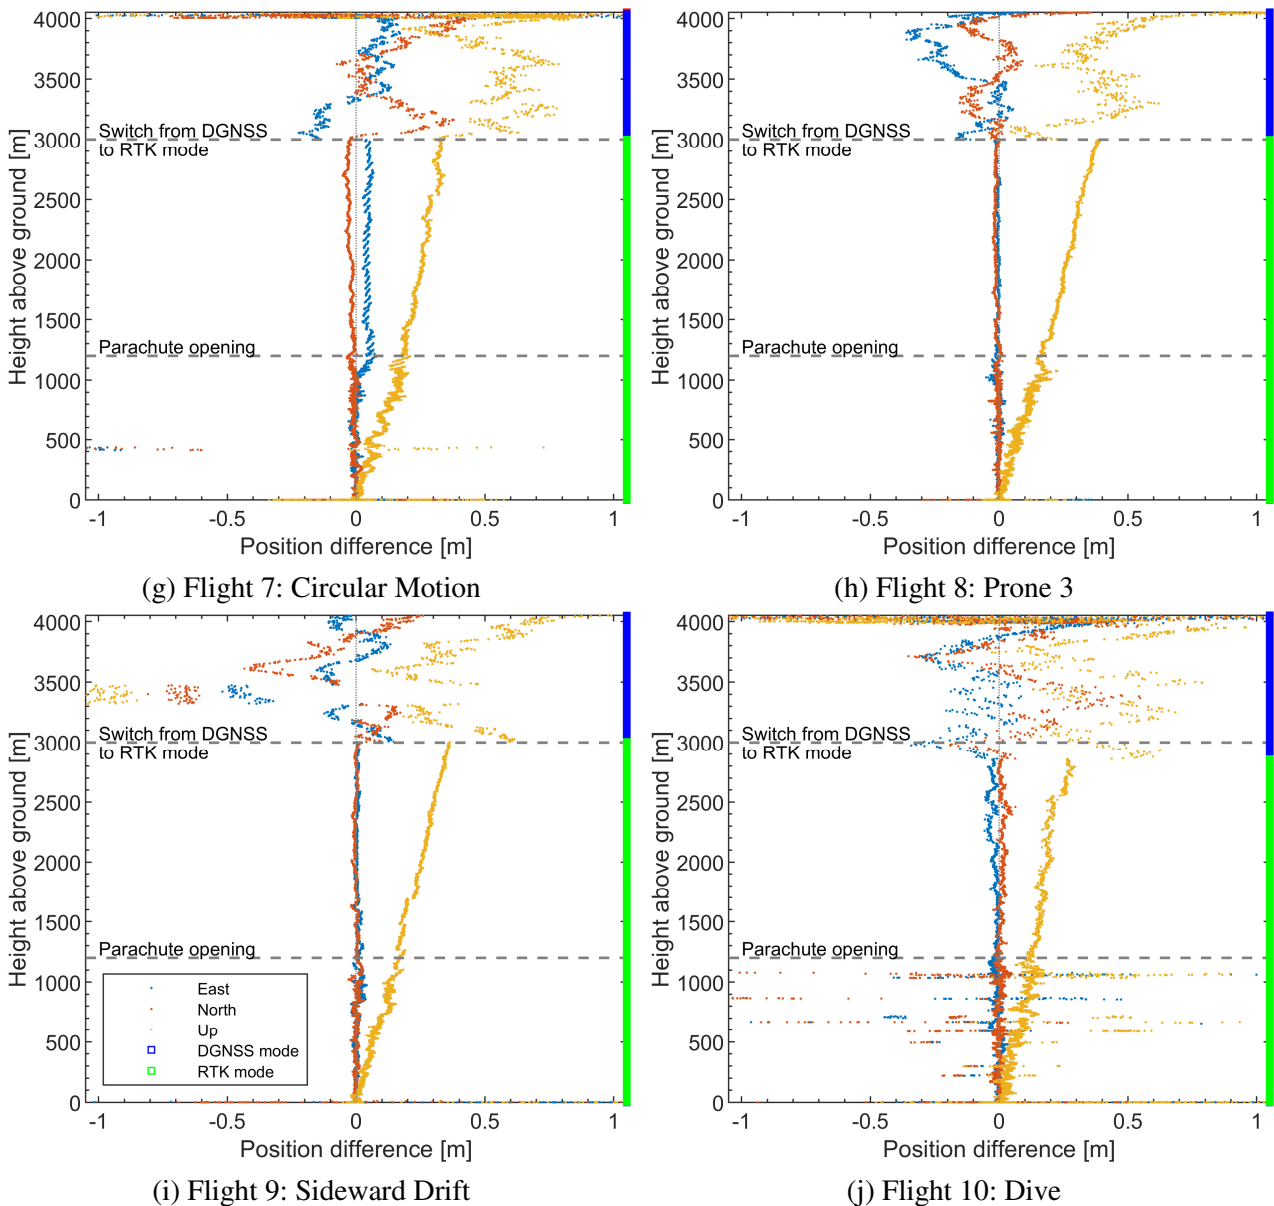 4000
3500
3000
2500
2000
1500
1000
500
0
Height above ground [m]
Switch from DGNSS
to RTK mode
Parachute opening
-1 -0.5 0 0.5 1
Position difference [m]
(g) Flight 7: Circular Motion
4000
3500
3000
2500
2000
1500
1000
500
0
Height above ground [m]
Switch from DGNSS
to RTK mode
Parachute opening
-1 -0.5 0 0.5 1
Position difference [m]
(h) Flight 8: Prone 3
4000
3500
3000
2500
2000
1500
1000
500
0
Height above ground [m]
Switch from DGNSS
to RTK mode
Parachute opening
East
North
Up
DGNSS mode
RTK mode
-1 -0.5 0 0.5 1
Position difference [m]
(i) Flight 9: Sideward Drift
4000
3500
3000
2500
2000
1500
1000
500
0
Height above ground [m]
Switch from DGNSS
to RTK mode
Parachute opening
-1 -0.5 0 0.5 1
Position difference [m]
(j) Flight 10: Dive